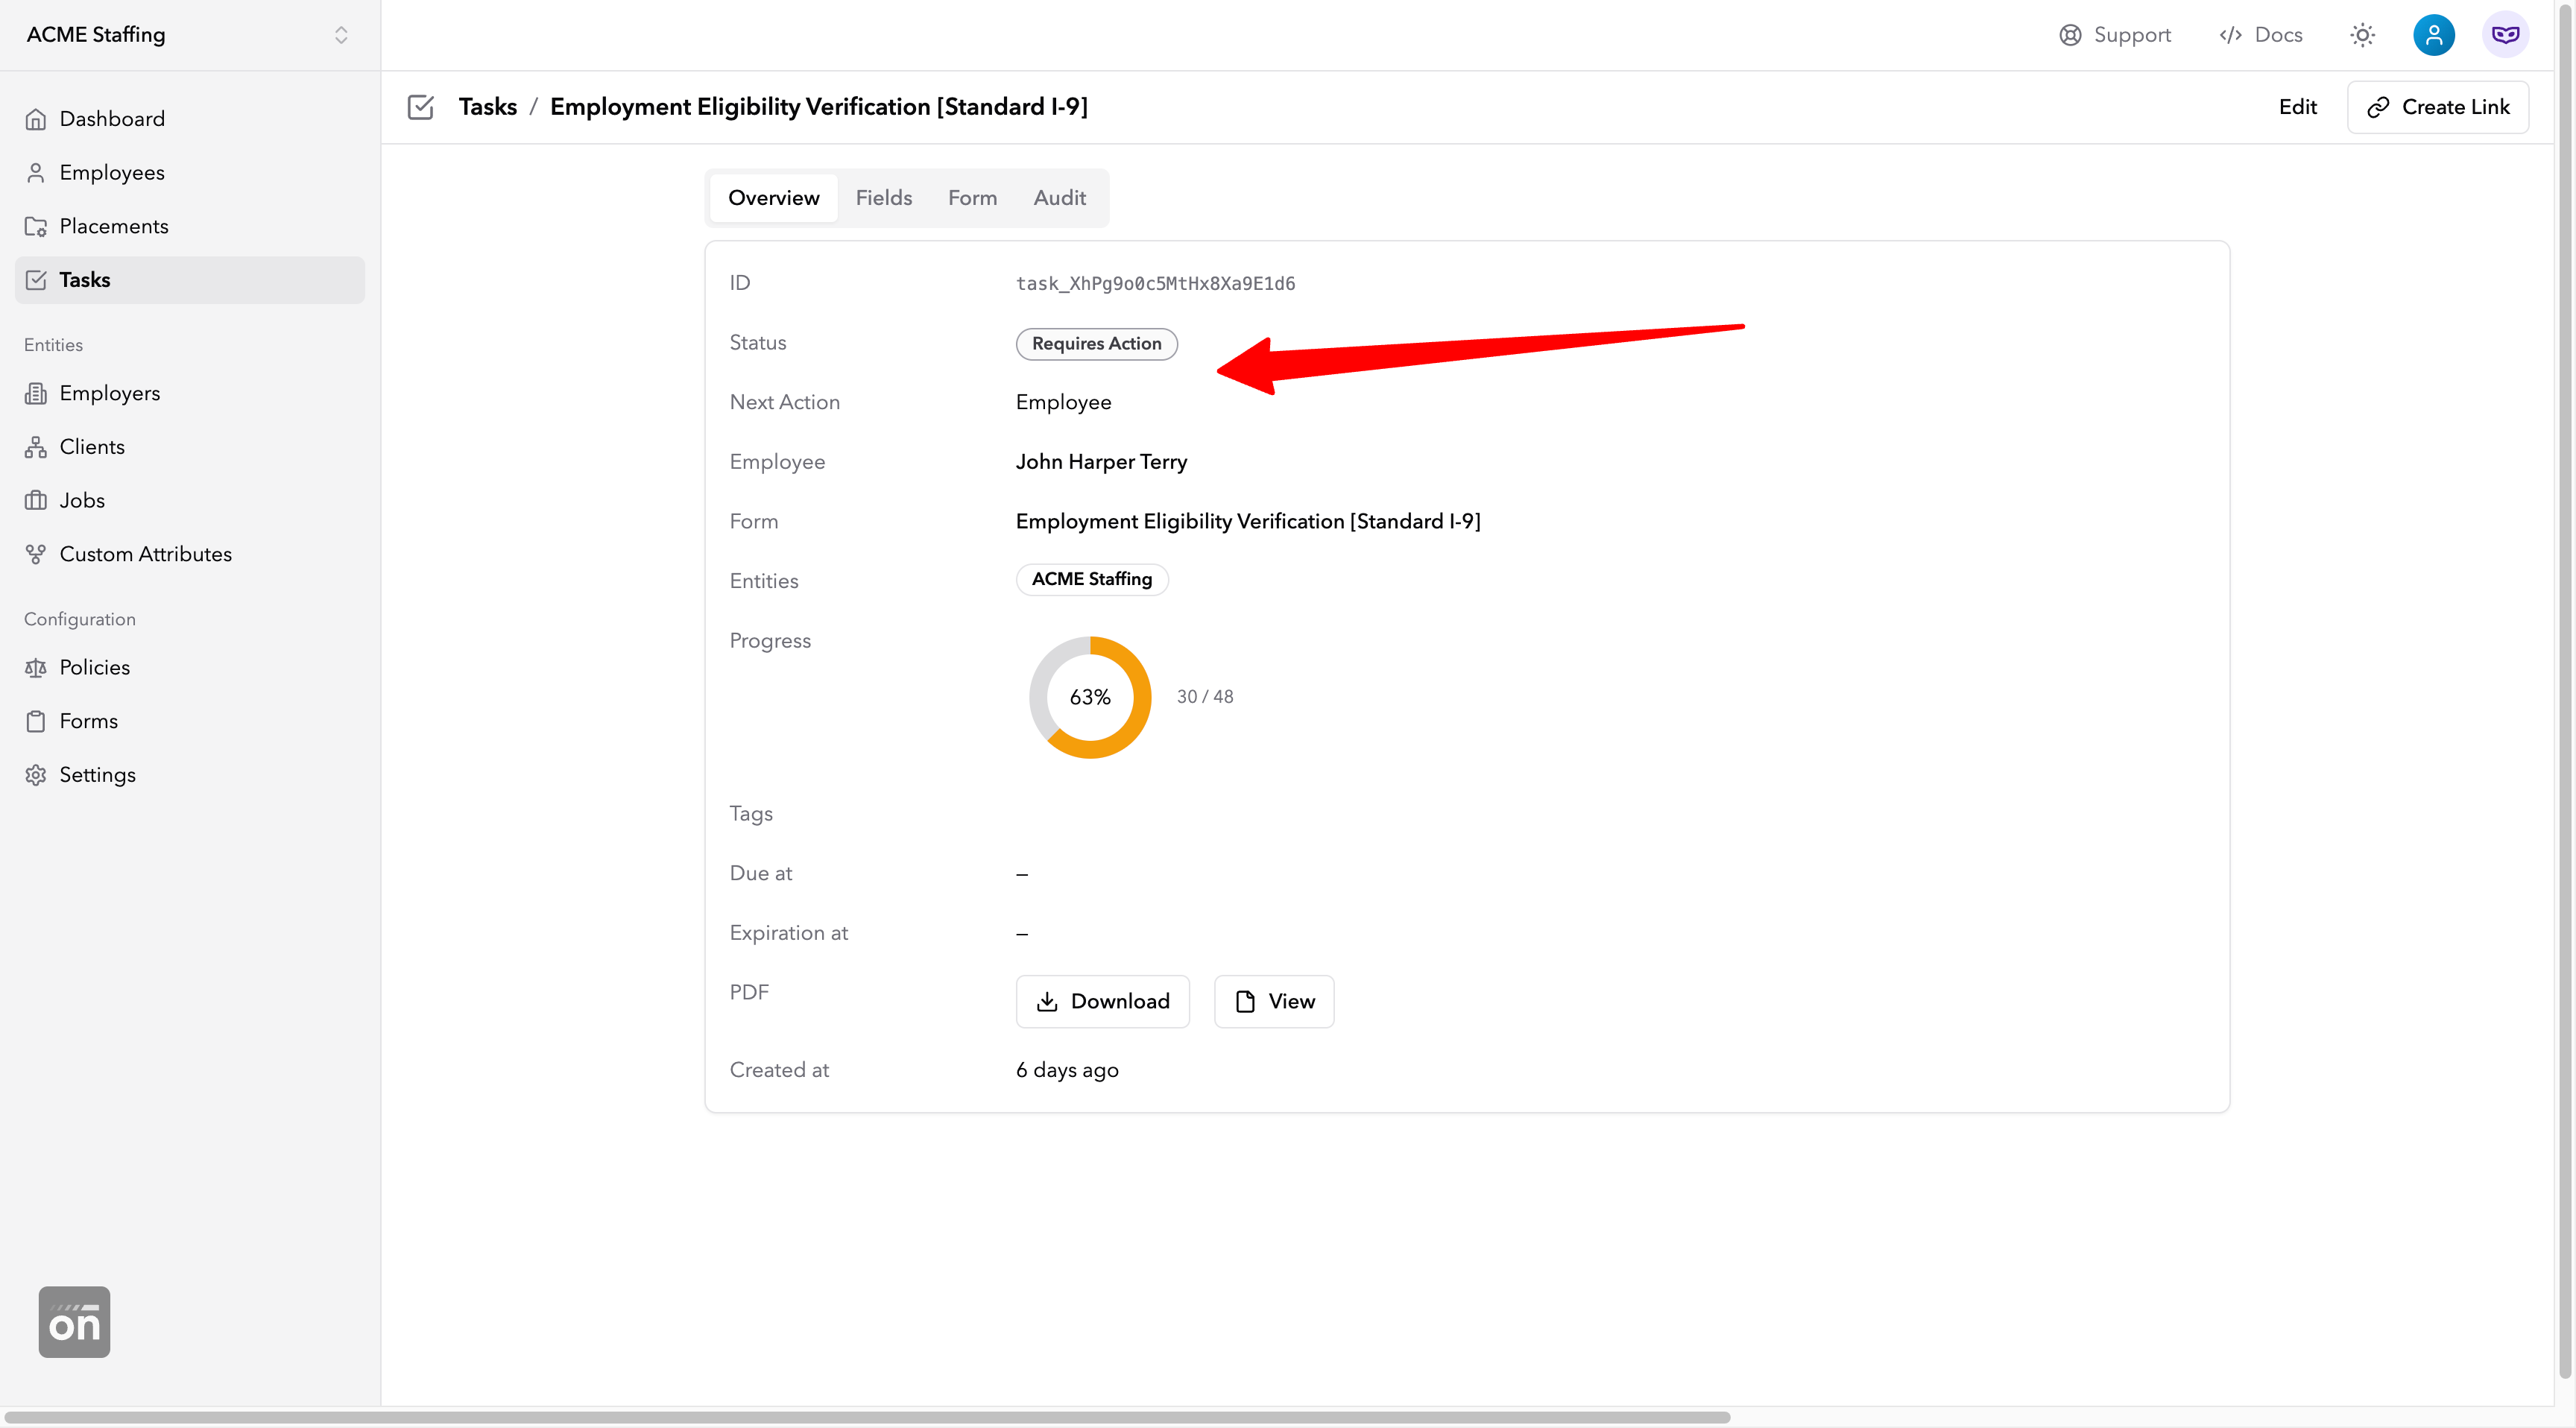 ACME Staffing
Support
Docs
Dashboard
Employees
Placements
Tasks
Entities
Employers
Clients
Jobs
Custom Attributes
Configuration
Policies
Forms
Settings
on
Tasks / Employment Eligibility Verification [Standard I-9]
Edit
Create Link
Overview Fields Form Audit
ID task_XhPg9o0c5MtHx8Xa9E1d6
Status Requires Action
Next Action Employee
Employee John Harper Terry
Form Employment Eligibility Verification [Standard I-9]
Entities ACME Staffing
Progress 63% 30 / 48
Tags
Due at –
Expiration at –
PDF Download View
Created at 6 days ago